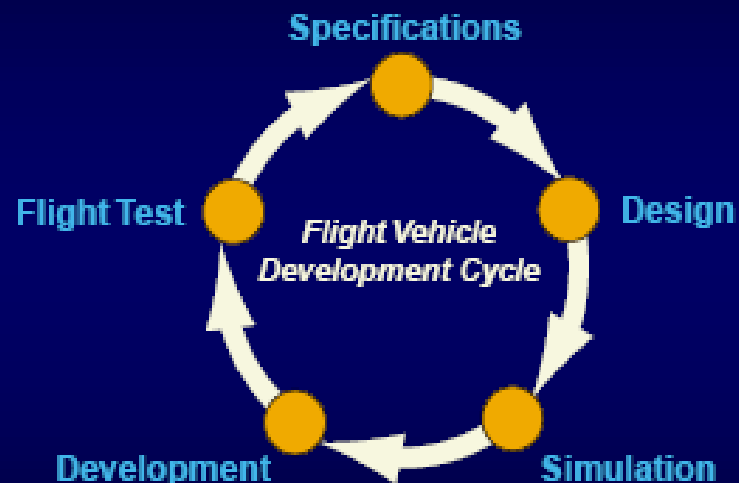 Specifications
Flight Test
Design
Flight Vehicle
Development Cycle
Development
Simulation